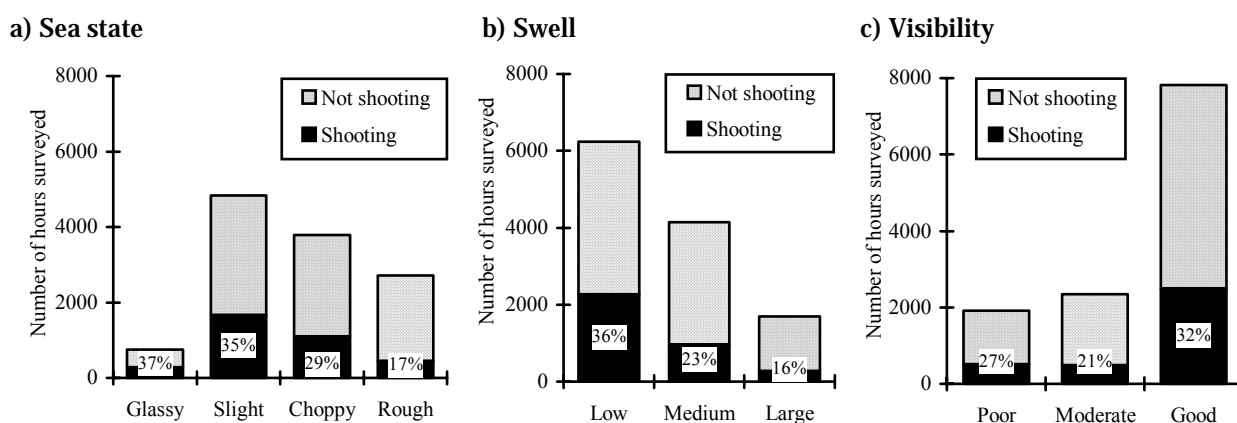 a) Sea state
Number of hours surveyed
8000
6000
4000
2000
0
Not shooting
Shooting
37%
35%
29%
17%
Glassy
Slight
Choppy
Rough
b) Swell
Number of hours surveyed
8000
6000
4000
2000
0
Not shooting
Shooting
36%
23%
16%
Low
Medium
Large
c) Visibility
Number of hours surveyed
8000
6000
4000
2000
0
Not shooting
Shooting
27%
21%
32%
Poor
Moderate
Good